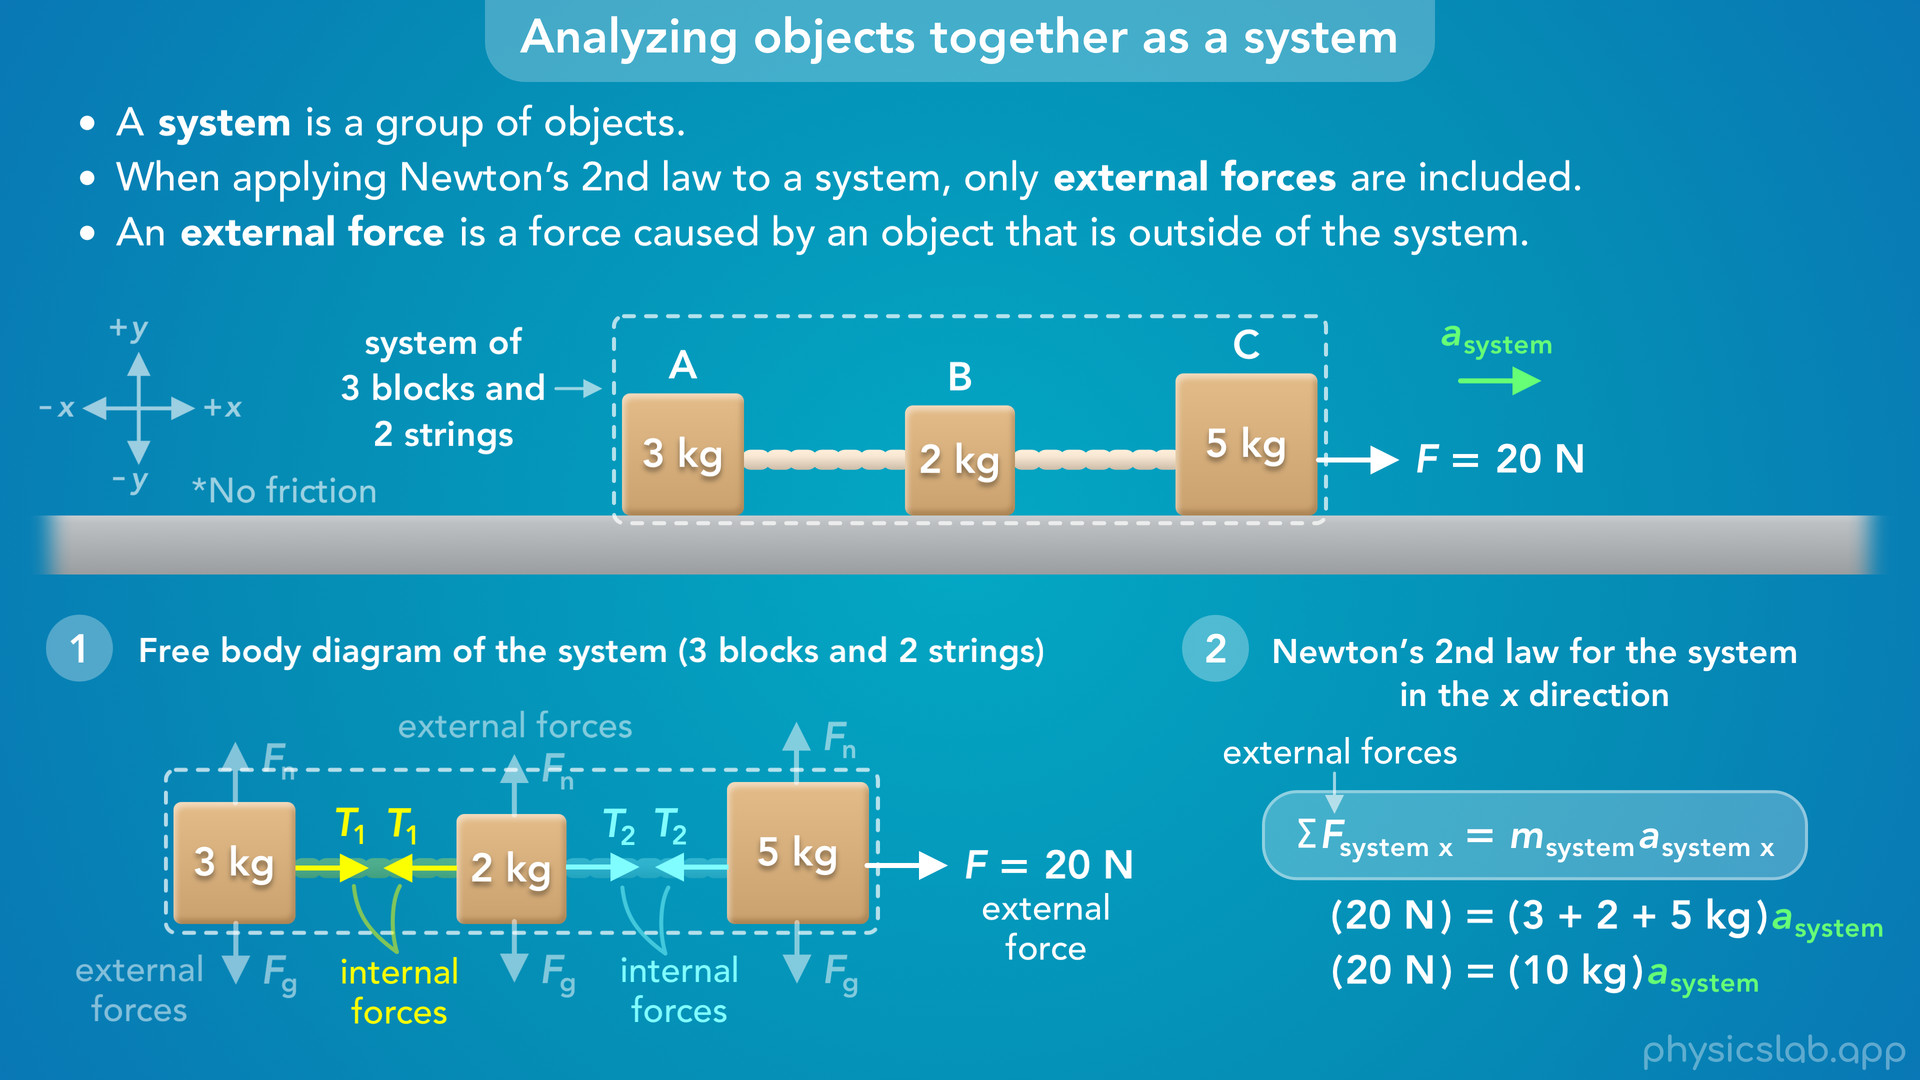 Analyzing objects together as a system
• A system is a group of objects.
• When applying Newton's 2nd law to a system, only external forces are included.
• An external force is a force caused by an object that is outside of the system.
+y
-x
+x
-y
*No friction
system of
3 blocks and
2 strings
A
B
C
3 kg
2 kg
5 kg
a system
F = 20 N
1
Free body diagram of the system (3 blocks and 2 strings)
external forces
Fn
Fn
Fn
T1 T1
T2 T2
3 kg
2 kg
5 kg
F = 20 N
external
force
external
forces
Fg
internal
forces
Fg
internal
forces
Fg
2
Newton's 2nd law for the system
in the x direction
external forces
ΣFsystem x = msystem asystem x
(20 N) = (3 + 2 + 5 kg)asystem
(20 N) = (10 kg)asystem
physicslab.app